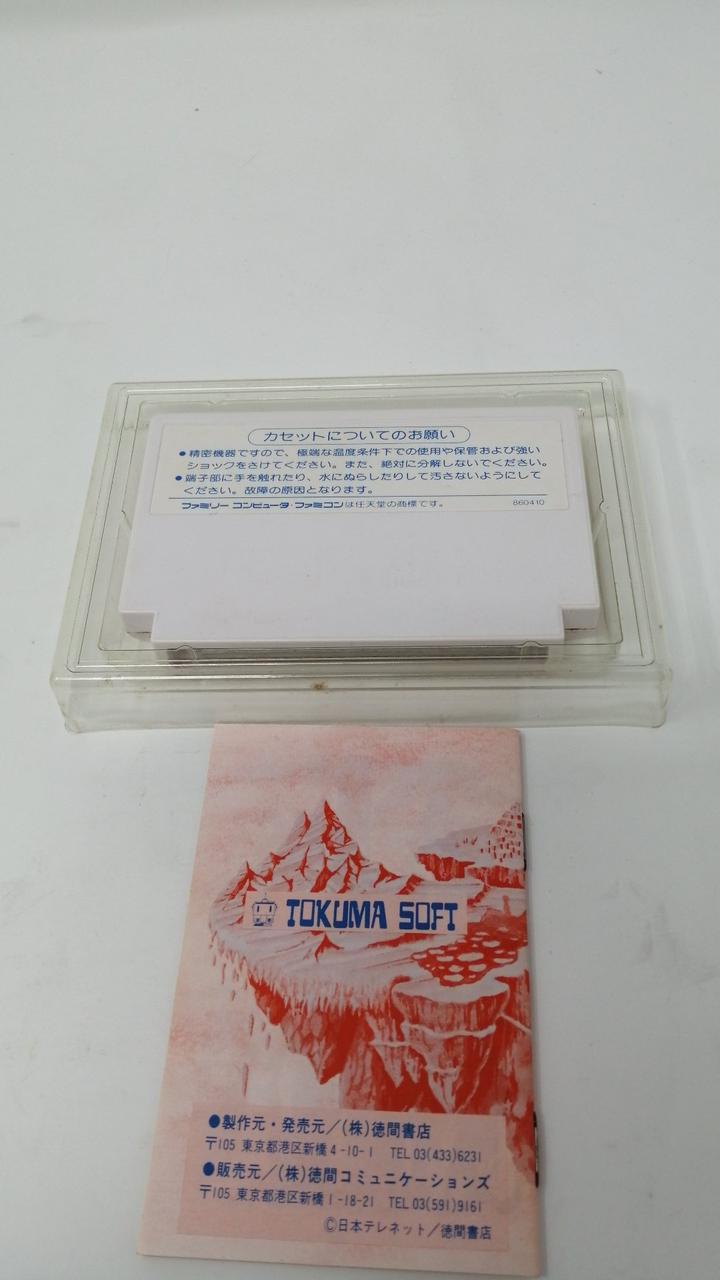 カセットについてのお願い
●精密機器ですので、極端な温度条件下での使用や保管および強い
ショックをさけてください。また、絶対に分解しないでください。
●端子部に手を触れたり、水にぬらしたりして汚さないようにして
ください。故障の原因となります。
ファミリー コンピュータ・ファミコンは任天堂の商標です。 860410
TOKUMA SOFT
●製作元・発売元／(株)徳間書店
〒105 東京都港区新橋4-10-1 TEL 03(433)6231
●販売元／(株)徳間コミュニケーションズ
〒105 東京都港区新橋1-18-21 TEL 03(591)9161
©日本テレネット／徳間書店